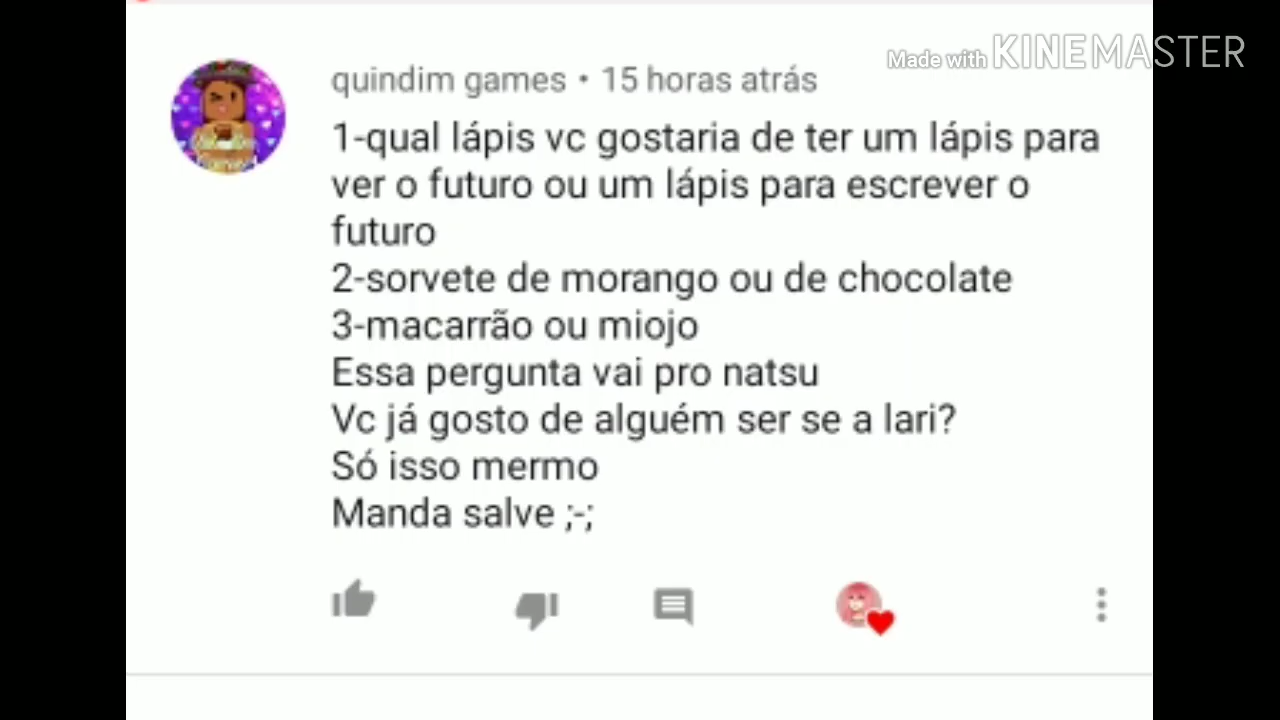 Made with KINEMASTER
quindim games • 15 horas atrás
1-qual lápis vc gostaria de ter um lápis para
ver o futuro ou um lápis para escrever o
futuro
2-sorvete de morango ou de chocolate
3-macarrão ou miojo
Essa pergunta vai pro natsu
Vc já gosto de alguém ser se a lari?
Só isso mermo
Manda salve ;-;